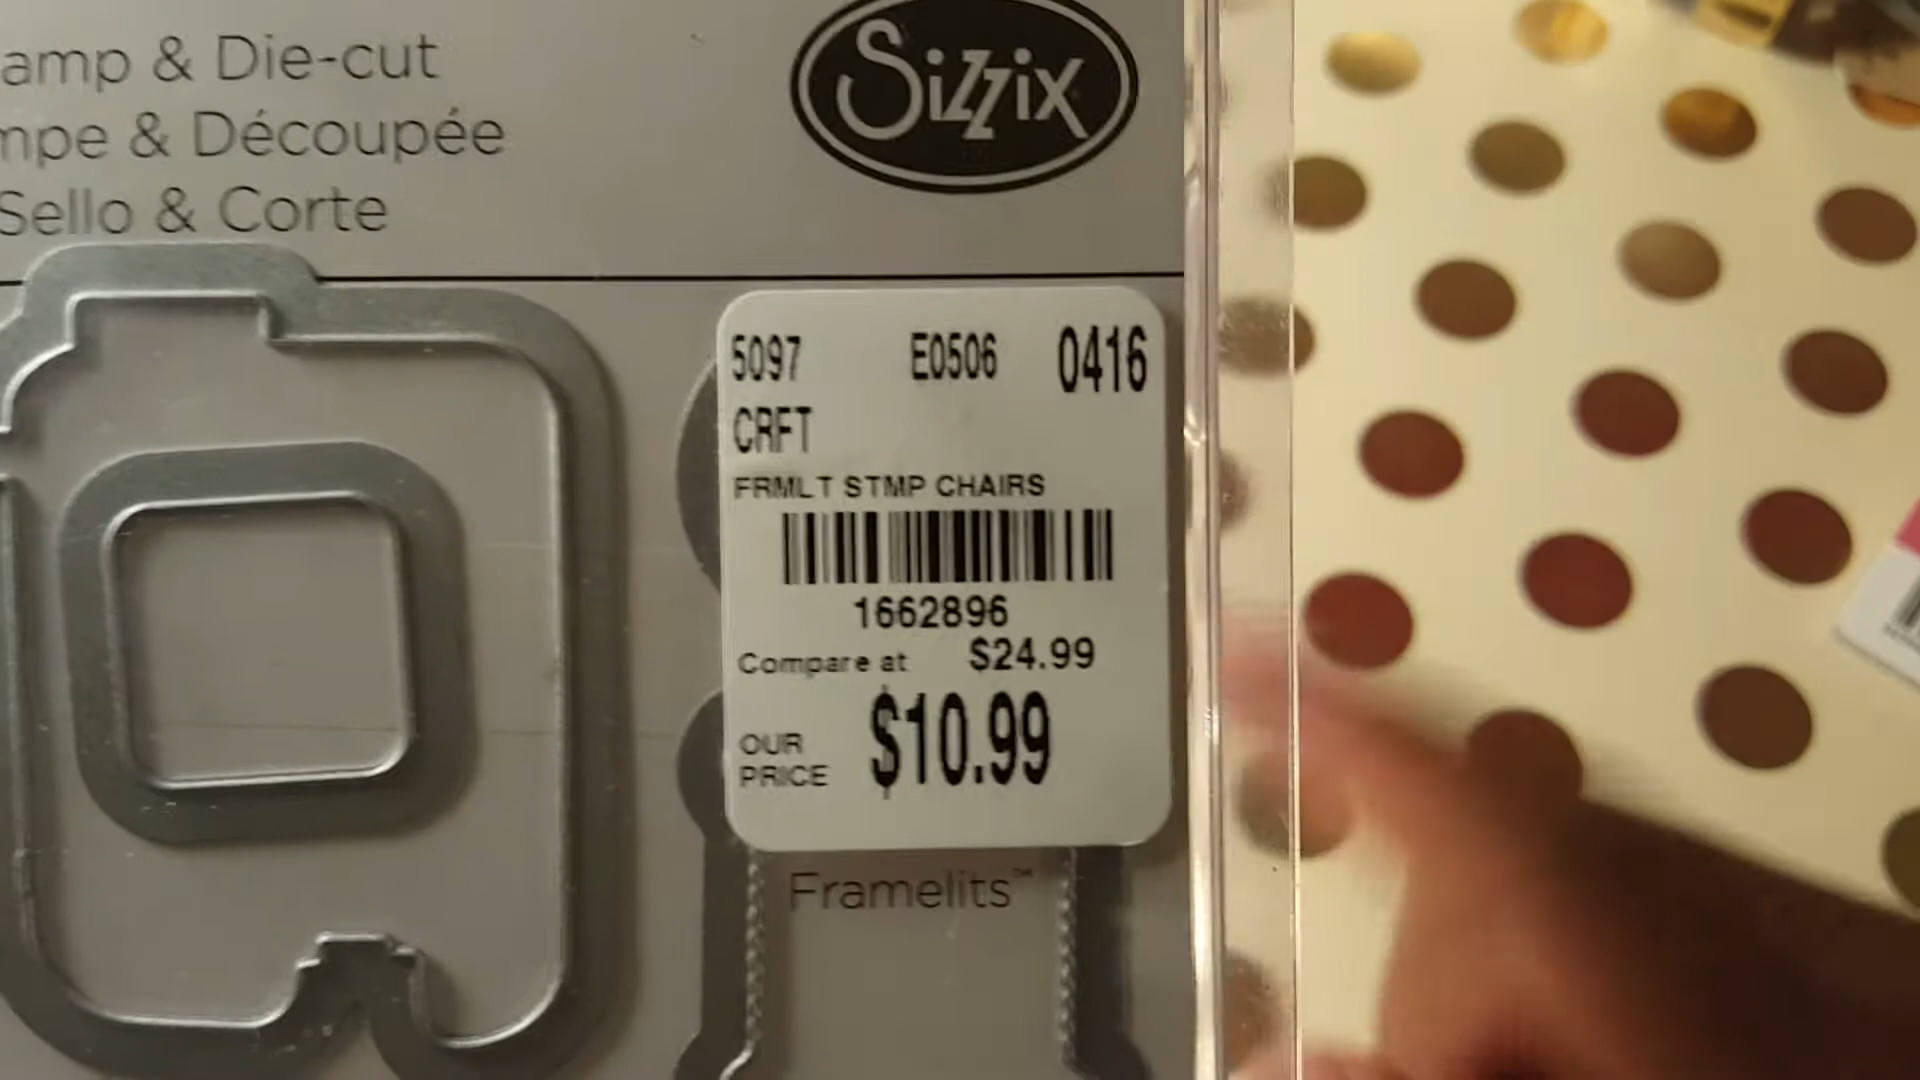 amp & Die-cut
mpe & Découpée
Sello & Corte
Sizzix
5097 E0506 0416
CRFT
FRMLT STMP CHAIRS
1662896
Compare at $24.99
OUR PRICE $10.99
Framelits™